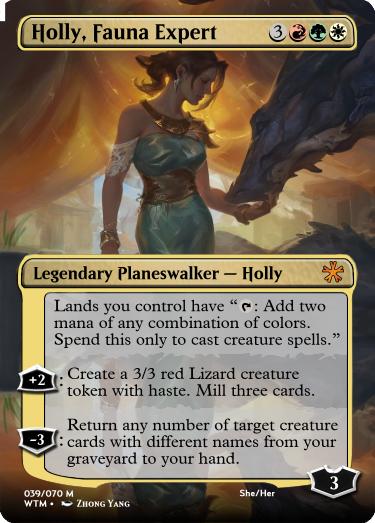 Holly, Fauna Expert 3
Legendary Planeswalker — Holly
Lands you control have “: Add two
mana of any combination of colors.
Spend this only to cast creature spells.”
+2: Create a 3/3 red Lizard creature
token with haste. Mill three cards.
-3: Return any number of target creature
cards with different names from your
graveyard to your hand.
3
039/070 M She/Her
WTM • Zhong Yang